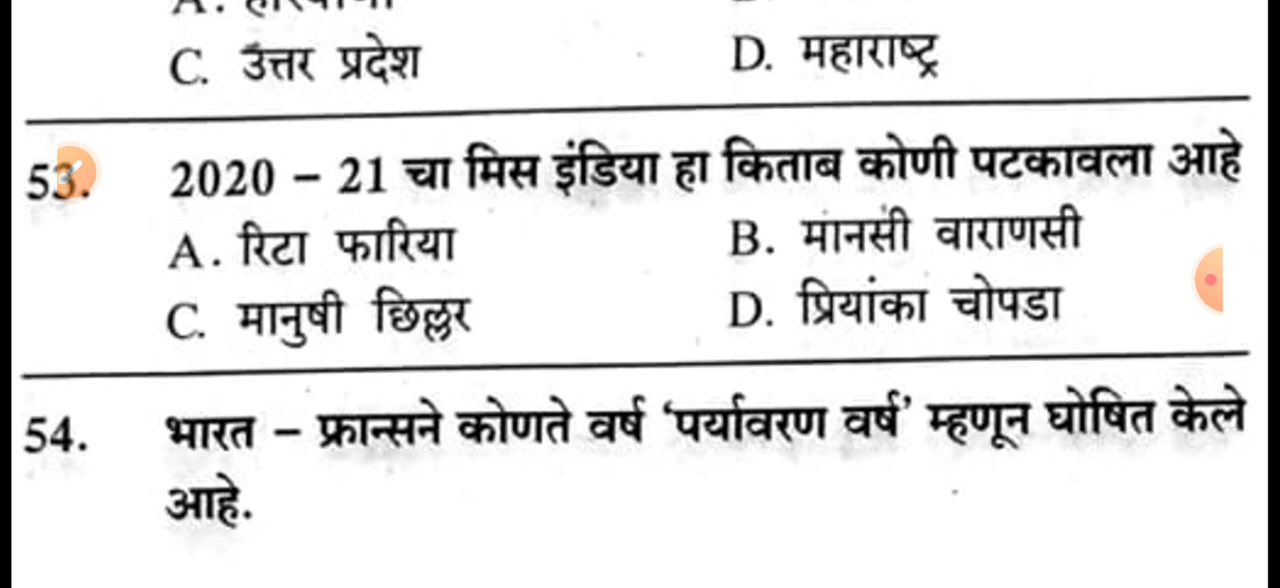 C. उत्तर प्रदेश D. महाराष्ट्र
53. 2020 – 21 चा मिस इंडिया हा किताब कोणी पटकावला आहे
A. रिटा फारिया B. मानसी वाराणसी
C. मानुषी छिल्लर D. प्रियांका चोपडा
54. भारत – फ्रान्सने कोणते वर्ष ‘पर्यावरण वर्ष’ म्हणून घोषित केले
आहे.